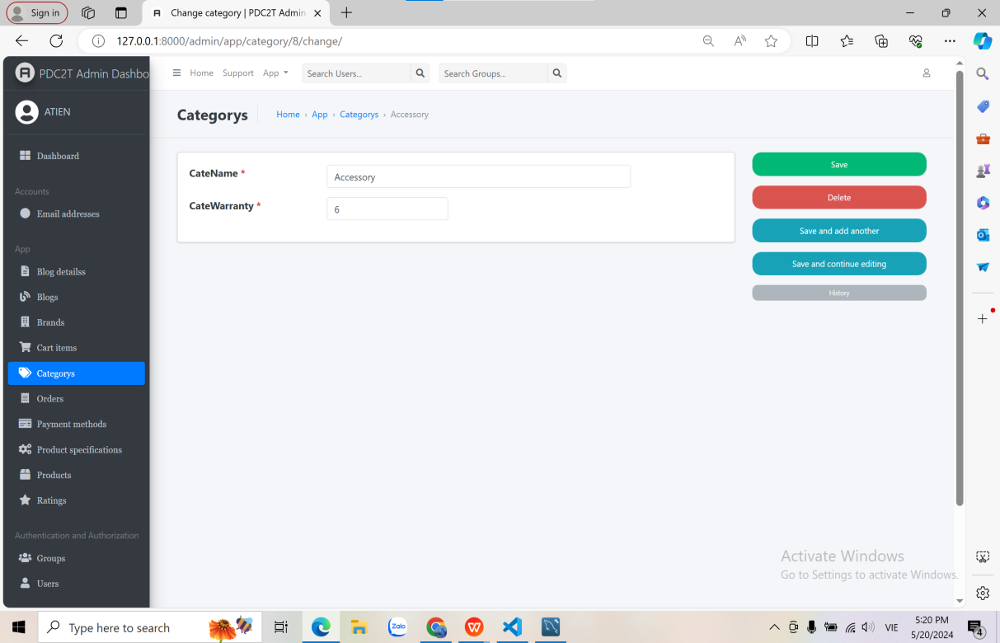 Sign in
Change category | PDC2T Admin
127.0.0.1:8000/admin/app/category/8/change/
PDC2T Admin Dashbo
Home Support App Search Users... Search Groups...
ATIEN
Categorys Home › App › Categorys › Accessory
Dashboard
Accounts
Email addresses
App
Blog detailss
Blogs
Brands
Cart items
Categorys
Orders
Payment methods
Product specifications
Products
Ratings
Authentication and Authorization
Groups
Users
CateName * Accessory
CateWarranty * 6
Save
Delete
Save and add another
Save and continue editing
History
Activate Windows
Go to Settings to activate Windows.
Type here to search
Zalo
VIE
5:20 PM
5/20/2024
4